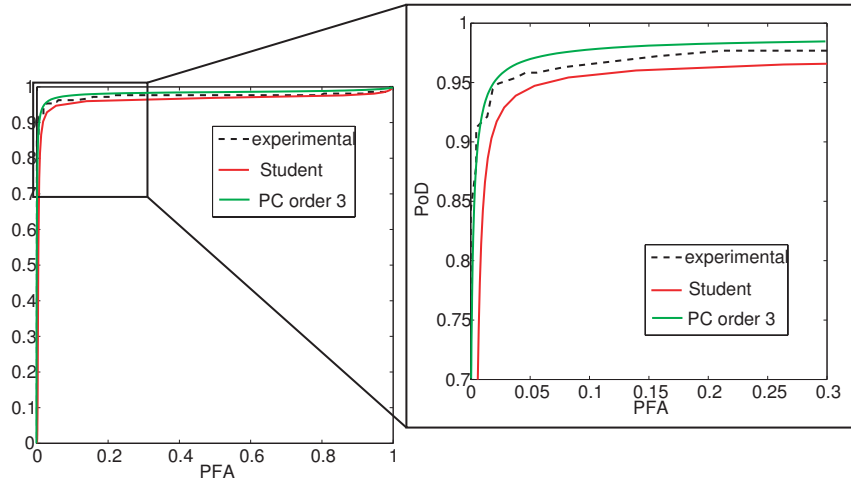 1
0.9
0.8
0.7
0.6
0.5
0.4
0.3
0.2
0.1
0
0 0.2 0.4 0.6 0.8 1
PFA
experimental
Student
PC order 3
1
0.95
0.9
0.85
0.8
0.75
0.7
PoD
0 0.05 0.1 0.15 0.2 0.25 0.3
PFA
experimental
Student
PC order 3